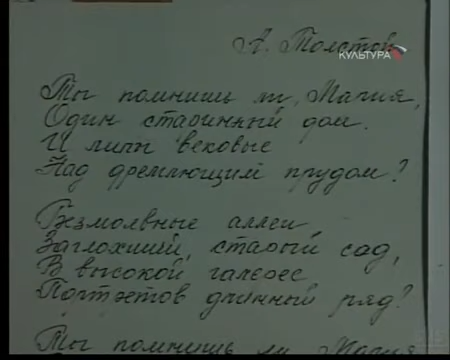 А. Толстой
КУЛЬТУРА
Ты помнишь ли, Мария,
Один старинный дом
И липы вековые
Над дремлющим прудом?
Безмолвные аллеи,
Заглохший, старый сад,
В высокой галерее
Портретов длинный ряд?
Ты помнишь ли, Мария